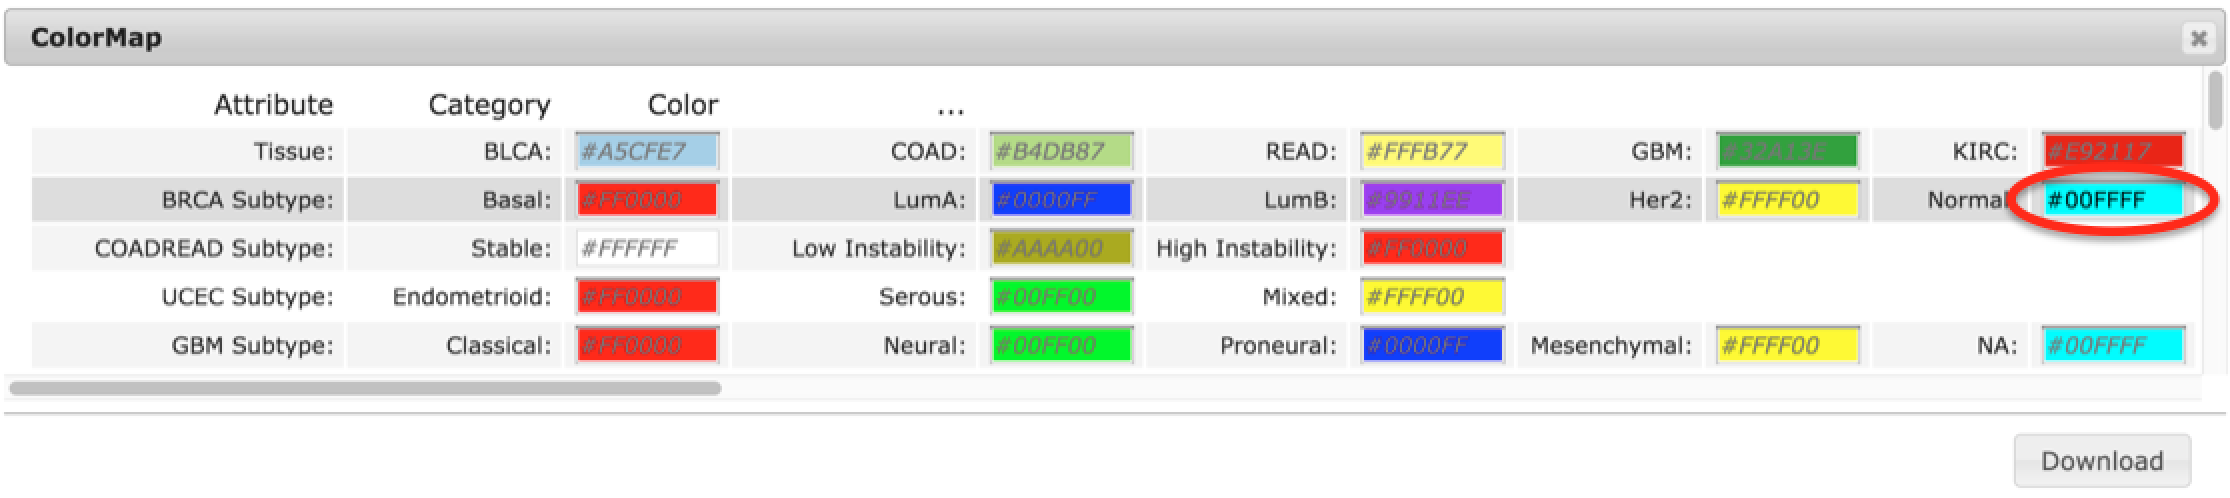 ColorMap
Attribute Category Color ...
Tissue: BLCA: #A5CFE7 COAD: #B4DB87 READ: #FFFB77 GBM: #32A13E KIRC: #E92117
BRCA Subtype: Basal: #FF0000 LumA: #0000FF LumB: #9911EE Her2: #FFFF00 Normal #00FFFF
COADREAD Subtype: Stable: #FFFFFF Low Instability: #AAAA00 High Instability: #FF0000
UCEC Subtype: Endometrioid: #FF0000 Serous: #00FF00 Mixed: #FFFF00
GBM Subtype: Classical: #FF0000 Neural: #00FF00 Proneural: #0000FF Mesenchymal: #FFFF00 NA: #00FFFF
Download